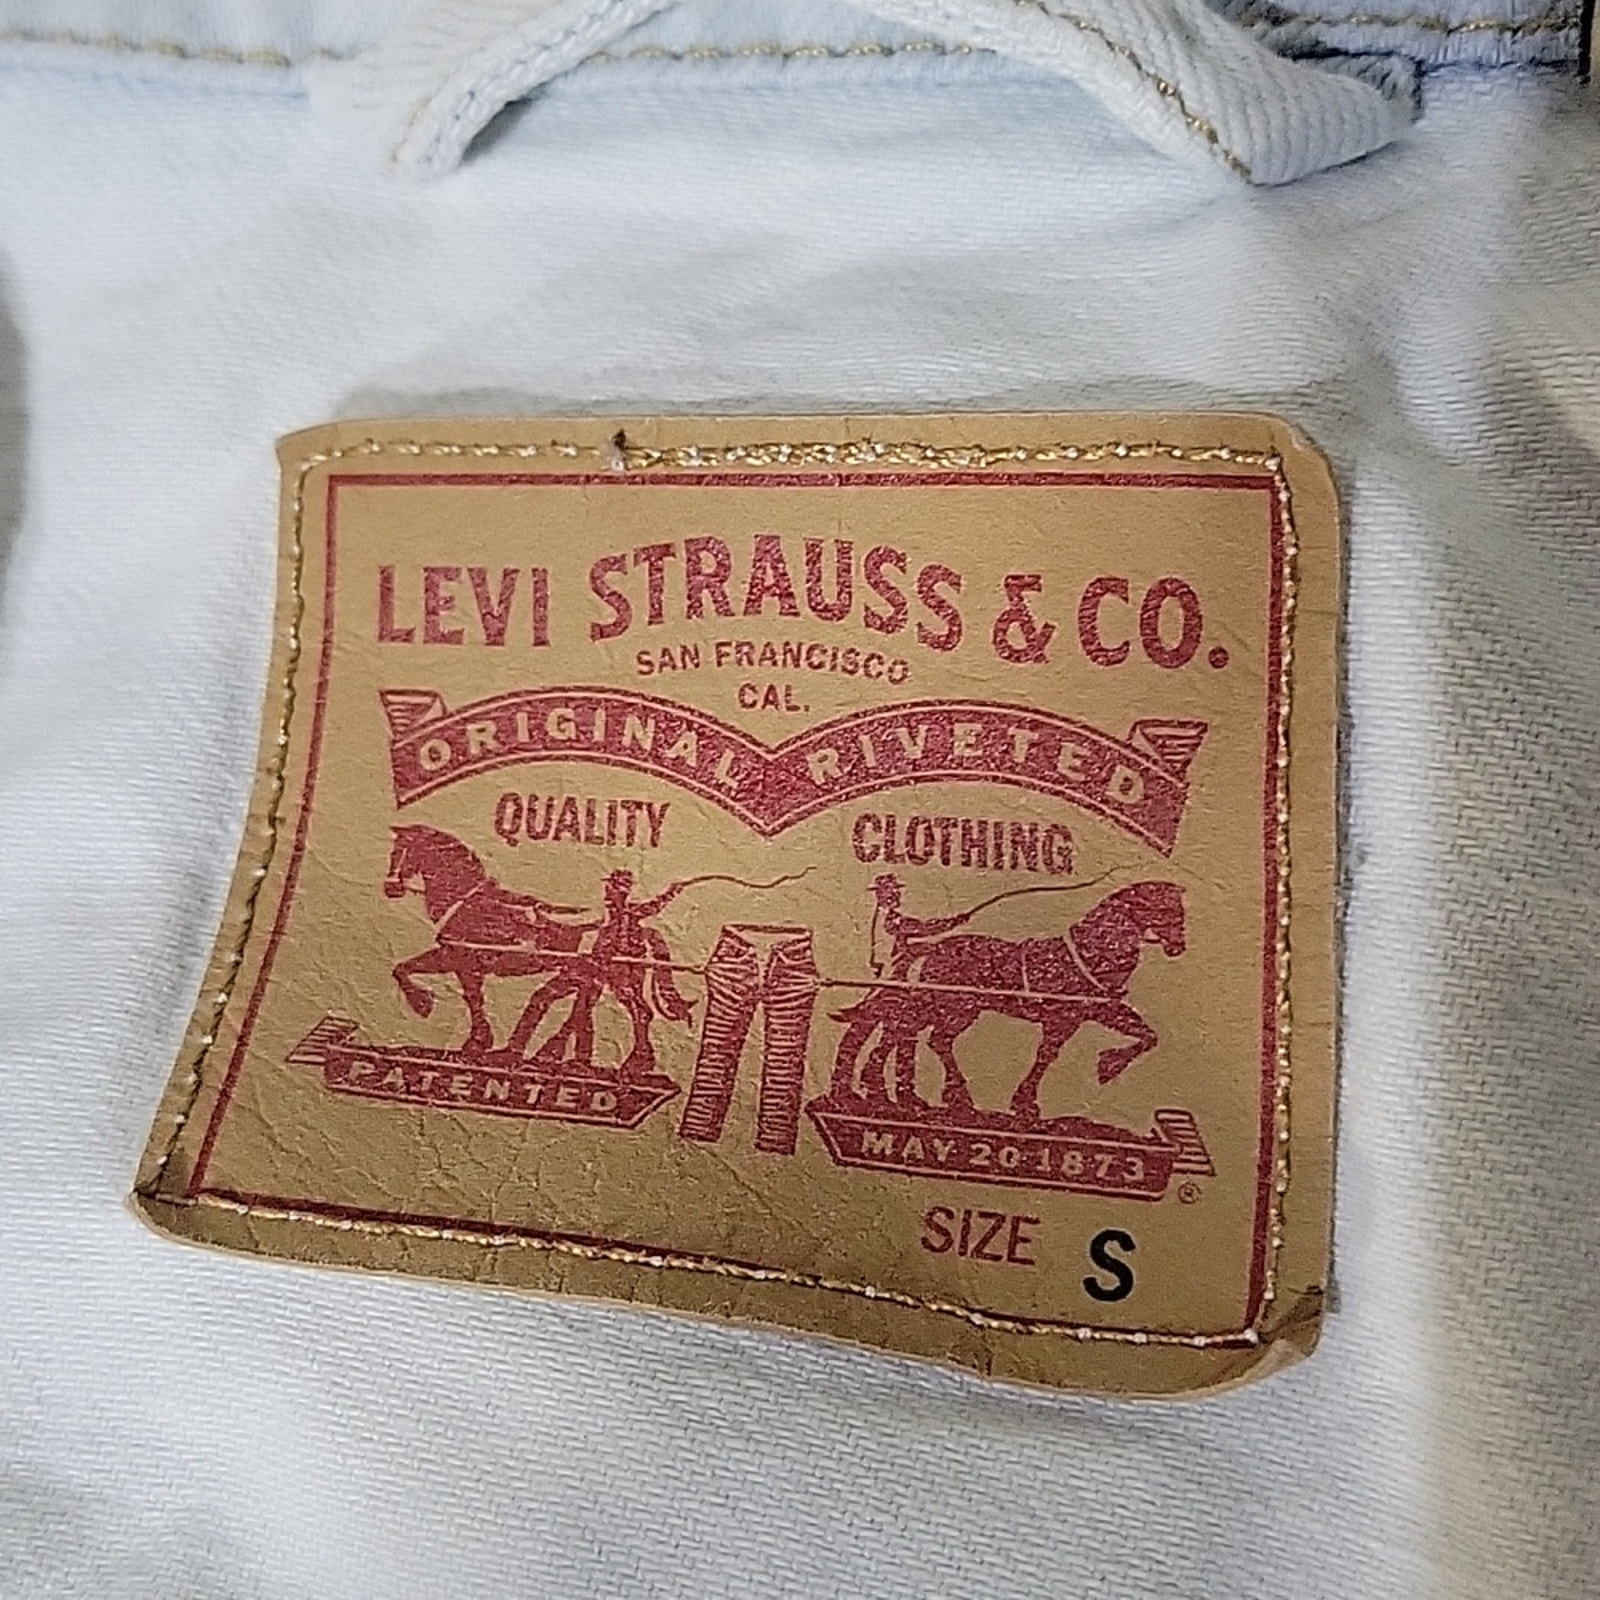 LEVI STRAUSS & CO.
SAN FRANCISCO
CAL.
ORIGINAL RIVETED
QUALITY CLOTHING
PATENTED
MAY 20 1873
®
SIZE S